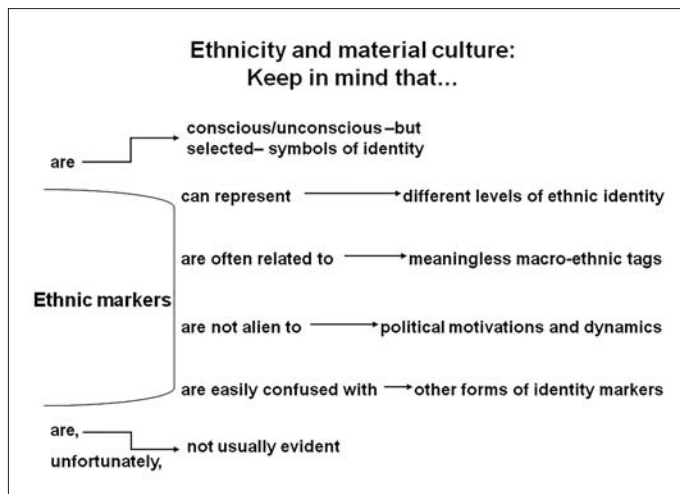 Ethnicity and material culture:
Keep in mind that...
are
conscious/unconscious –but
selected– symbols of identity
can represent
different levels of ethnic identity
are often related to
meaningless macro-ethnic tags
Ethnic markers
are not alien to
political motivations and dynamics
are easily confused with
other forms of identity markers
are,
unfortunately,
not usually evident